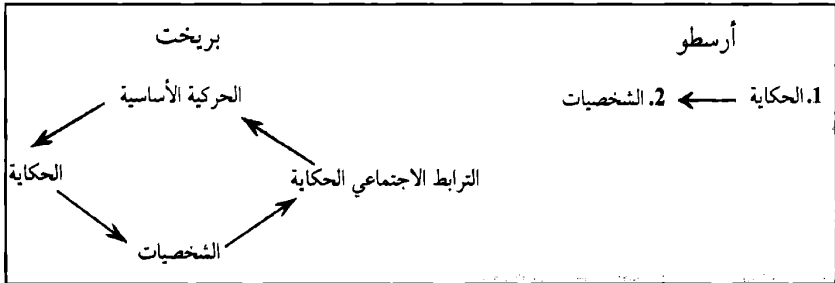 أرسطو
بريخت
1. الحكاية
2. الشخصيات
الحركية الأساسية
الترابط الاجتماعي الحكاية
الحكاية
الشخصيات